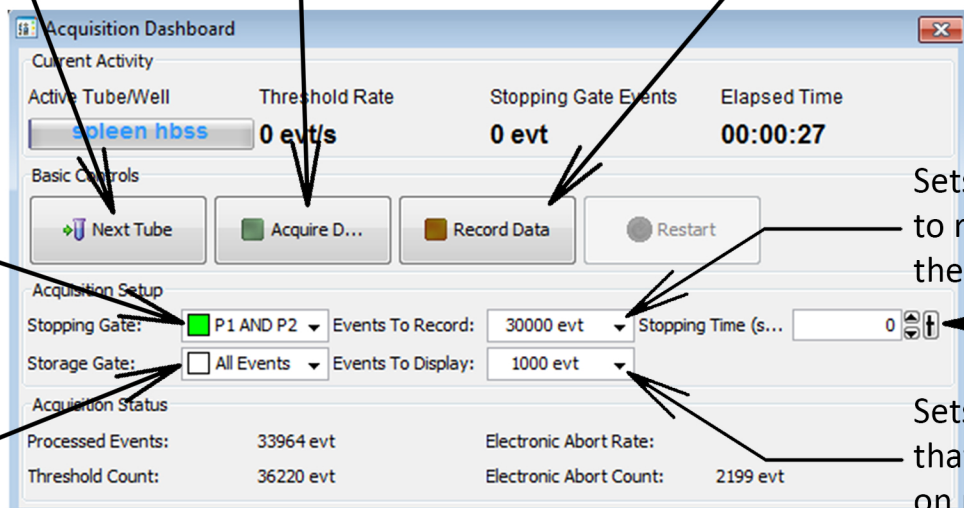 Acquisition Dashboard
Current Activity
Active Tube/Well Threshold Rate Stopping Gate Events Elapsed Time
spleen hbss 0 evt/s 0 evt 00:00:27
Basic Controls
Next Tube Acquire D... Record Data Restart
Sets
to
the
Acquisition Setup
Stopping Gate: P1 AND P2 Events To Record: 30000 evt Stopping Time (s... 0
Storage Gate: All Events Events To Display: 1000 evt
Sets
tha
on
Acquisition Status
Processed Events: 33964 evt Electronic Abort Rate:
Threshold Count: 36220 evt Electronic Abort Count: 2199 evt